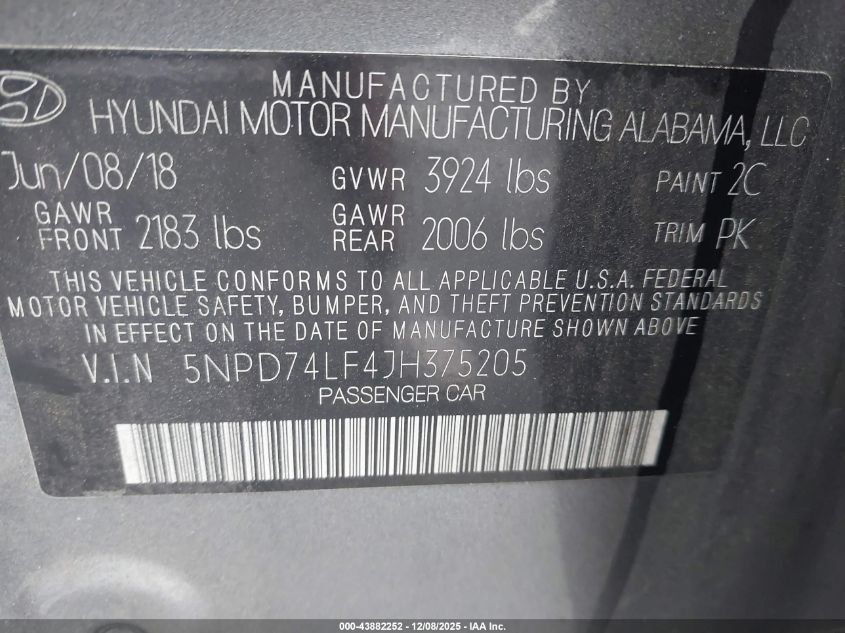 MANUFACTURED BY
HYUNDAI MOTOR MANUFACTURING ALABAMA, LLC
Jun/08/18 GVWR 3924 lbs PAINT 2C
GAWR FRONT 2183 lbs GAWR REAR 2006 lbs TRIM PK
THIS VEHICLE CONFORMS TO ALL APPLICABLE U.S.A. FEDERAL
MOTOR VEHICLE SAFETY, BUMPER, AND THEFT PREVENTION STANDARDS
IN EFFECT ON THE DATE OF MANUFACTURE SHOWN ABOVE
V.I.N 5NPD74LF4JH375205
PASSENGER CAR
000-43882252 - 12/08/2025 - IAA Inc.